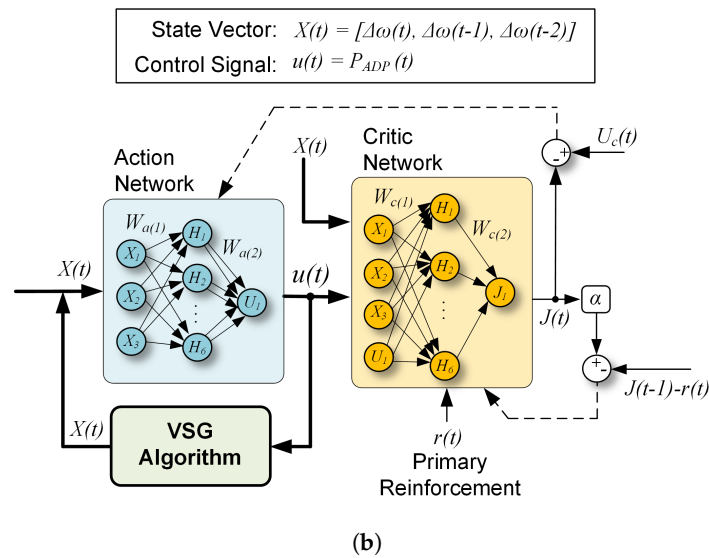 State Vector: X(t) = [Δω(t), Δω(t-1), Δω(t-2)]
Control Signal: u(t) = P_ADP (t)
Action
Network
X(t)
Critic
Network
- +
U_c(t)
W_a(1)
W_a(2)
X_1
X_2
X_3
H_1
H_2
⋮
H_6
U_1
X(t)
u(t)
W_c(1)
W_c(2)
X_1
X_2
X_3
U_1
H_1
H_2
⋮
H_6
J_1
J(t)
α
+ -
J(t-1)-r(t)
X(t)
VSG
Algorithm
r(t)
Primary
Reinforcement
(b)